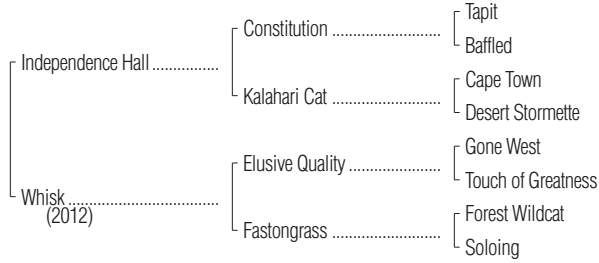 Tapit
Constitution
Baffled
Independence Hall
Cape Town
Kalahari Cat
Desert Stormette
Gone West
Elusive Quality
Touch of Greatness
Whisk
(2012)
Forest Wildcat
Fastongrass
Soloing